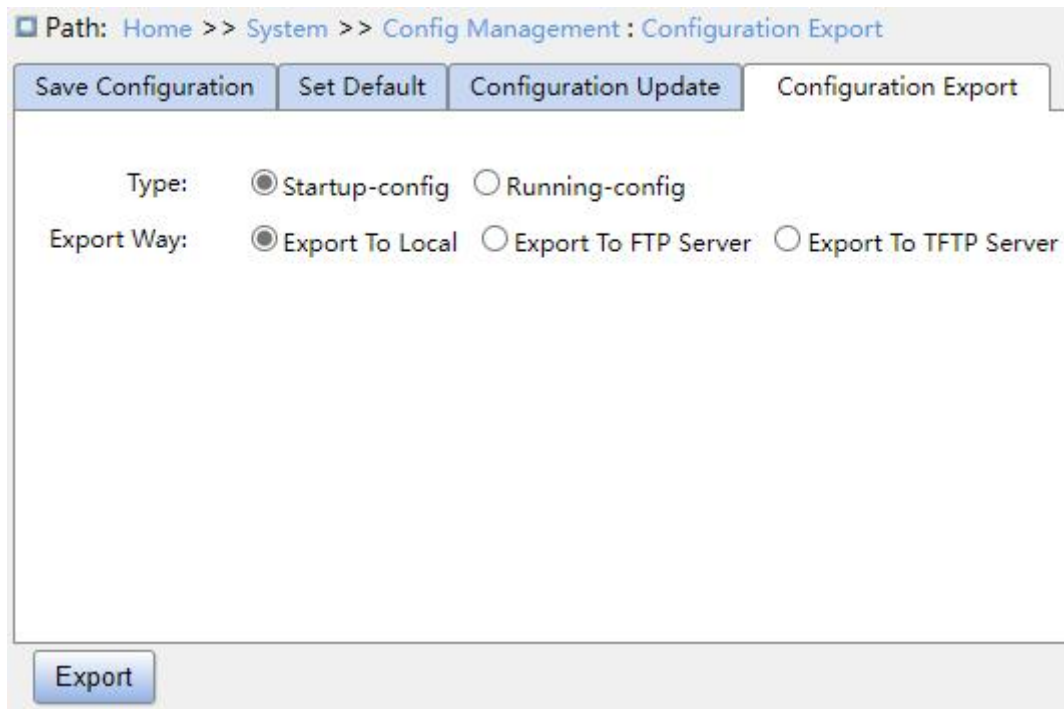 Path: Home >> System >> Config Management : Configuration Export
Save Configuration Set Default Configuration Update Configuration Export
Type: Startup-config Running-config
Export Way: Export To Local Export To FTP Server Export To TFTP Server
Export